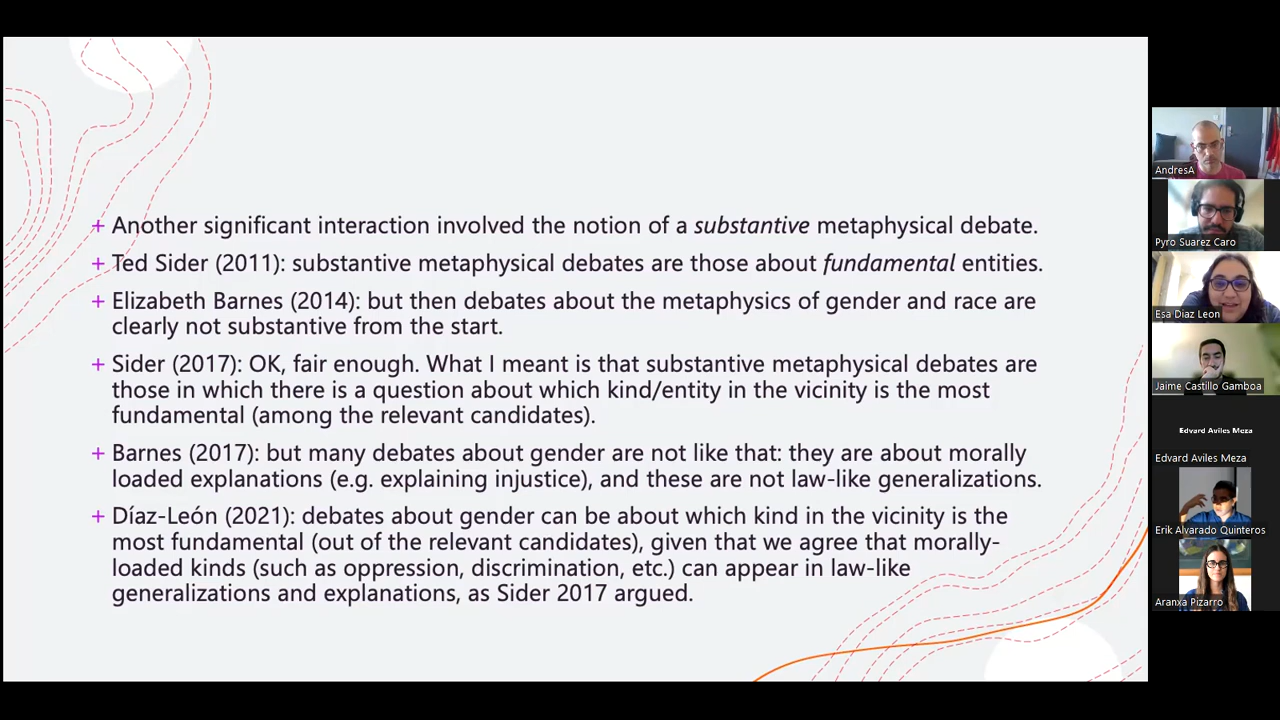 + Another significant interaction involved the notion of a substantive metaphysical debate.
+ Ted Sider (2011): substantive metaphysical debates are those about fundamental entities.
+ Elizabeth Barnes (2014): but then debates about the metaphysics of gender and race are
clearly not substantive from the start.
+ Sider (2017): OK, fair enough. What I meant is that substantive metaphysical debates are
those in which there is a question about which kind/entity in the vicinity is the most
fundamental (among the relevant candidates).
+ Barnes (2017): but many debates about gender are not like that: they are about morally
loaded explanations (e.g. explaining injustice), and these are not law-like generalizations.
+ Díaz-León (2021): debates about gender can be about which kind in the vicinity is the
most fundamental (out of the relevant candidates), given that we agree that morally-
loaded kinds (such as oppression, discrimination, etc.) can appear in law-like
generalizations and explanations, as Sider 2017 argued.
AndresA
Pyro Suarez Caro
Esa Diaz Leon
Jaime Castillo Gamboa
Edvard Aviles Meza
Edvard Aviles Meza
Erik Alvarado Quinteros
Aranxa Pizarro